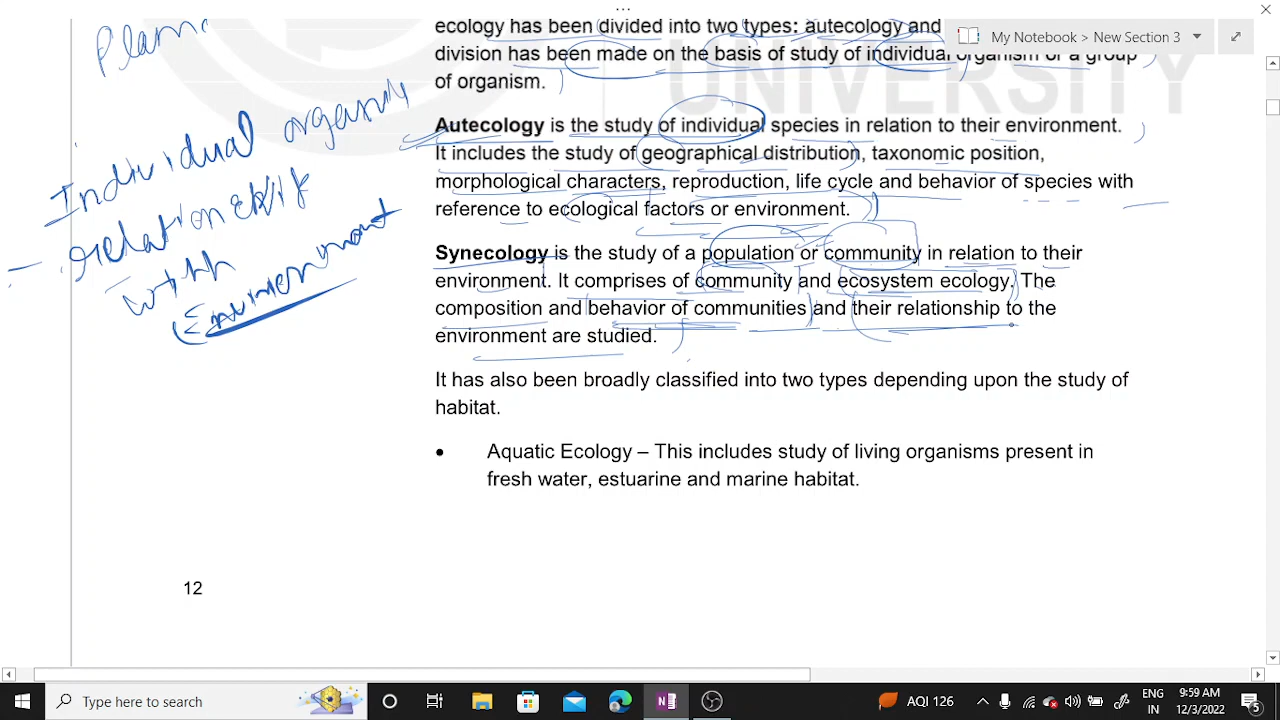 ...
ecology has been divided into two types: autecology and
My Notebook > New Section 3
division has been made on the basis of study of individual organism or a group
of organism.
UNIVERSITY
Autecology is the study of individual species in relation to their environment.
It includes the study of geographical distribution, taxonomic position,
morphological characters, reproduction, life cycle and behavior of species with
reference to ecological factors or environment.
Individual
relationship
with
Synecology is the study of a population or community in relation to their
environment. It comprises of community and ecosystem ecology. The
composition and behavior of communities and their relationship to the
environment are studied.
It has also been broadly classified into two types depending upon the study of
habitat.
• Aquatic Ecology – This includes study of living organisms present in
fresh water, estuarine and marine habitat.
12
Type here to search
AQI 126
ENG
IN
9:59 AM
12/3/2022
5